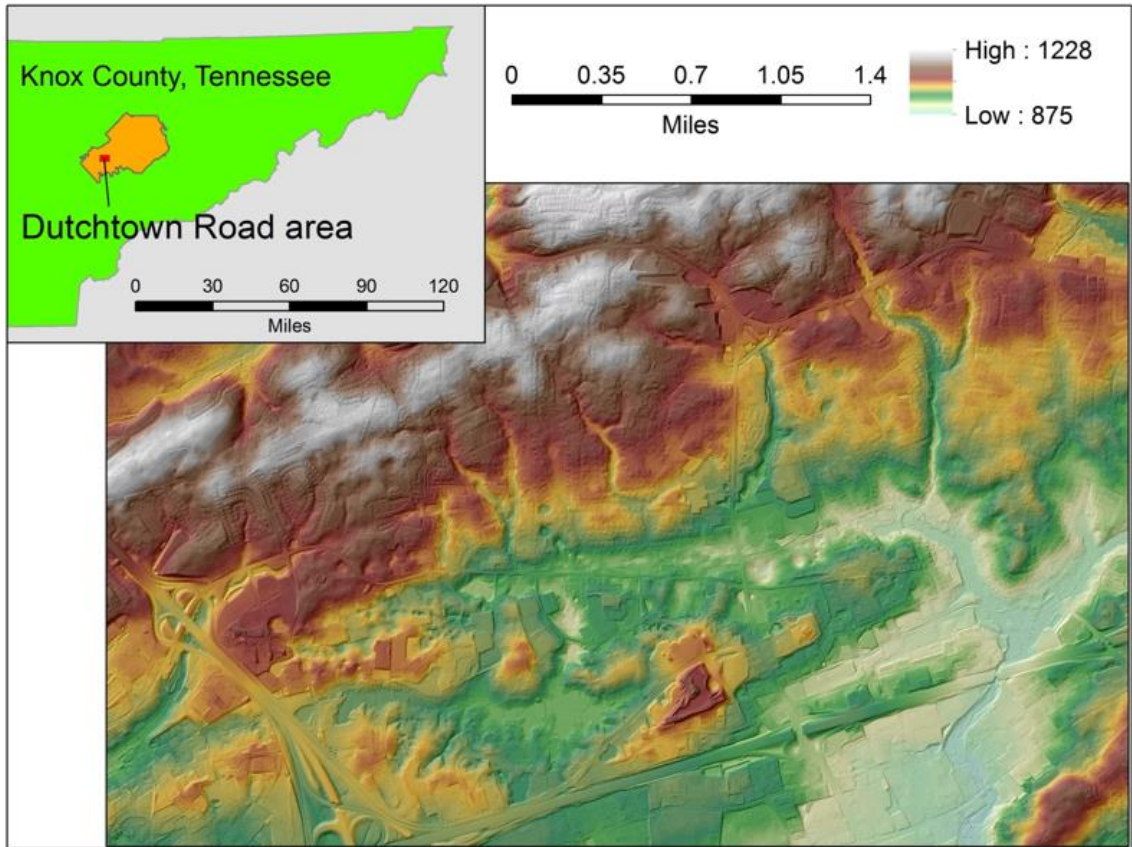 Knox County, Tennessee
Dutchtown Road area
0 30 60 90 120
Miles
0 0.35 0.7 1.05 1.4
Miles
High : 1228
Low : 875